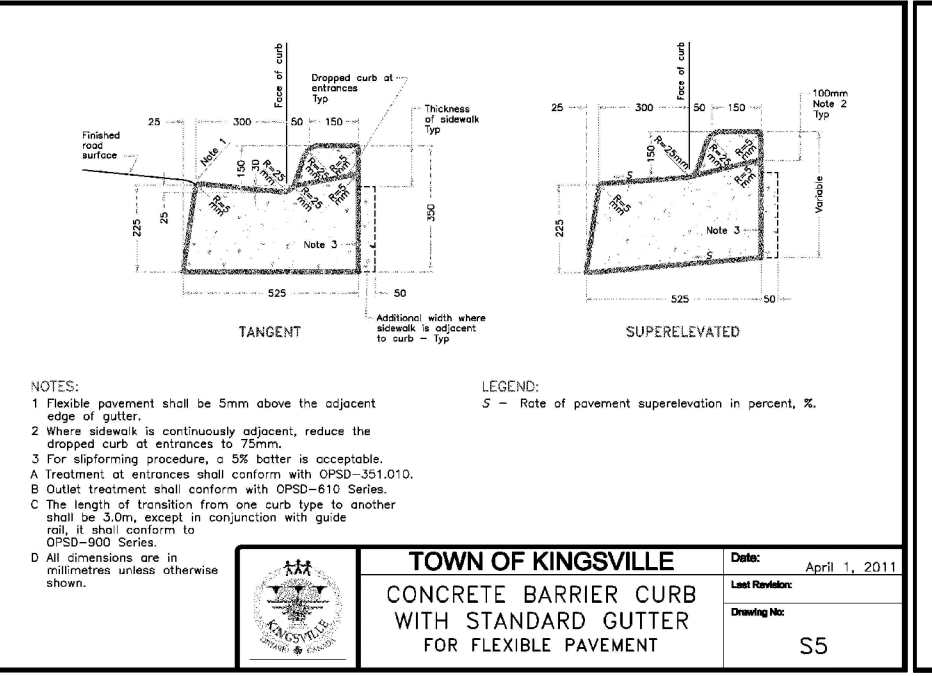 Face of curb
Dropped curb at
entrances
Typ
Thickness
of sidewalk
Typ
25
300
50
150
Finished
road
surface
Note 1
150
30
R=25
mm
R=25
mm
R=5
mm
R=25
mm
R=5
mm
R=5
mm
225
25
350
Note 3
525
50
Additional width where
sidewalk is adjacent
to curb – Typ
TANGENT
Face of curb
25
300
50
150
100mm
Note 2
Typ
150
R=25mm
R=25
mm
R=5
mm
R=5
mm
R=5
mm
S
Variable
225
Note 3
S
525
50
SUPERELEVATED
NOTES:
1 Flexible pavement shall be 5mm above the adjacent
edge of gutter.
2 Where sidewalk is continuously adjacent, reduce the
dropped curb at entrances to 75mm.
3 For slipforming procedure, a 5% batter is acceptable.
A Treatment at entrances shall conform with OPSD–351.010.
B Outlet treatment shall conform with OPSD–610 Series.
C The length of transition from one curb type to another
shall be 3.0m, except in conjunction with guide
rail, it shall conform to
OPSD–900 Series.
D All dimensions are in
millimetres unless otherwise
shown.
LEGEND:
S – Rate of pavement superelevation in percent, %.
KINGSVILLE
ONTARIO CANADA
TOWN OF KINGSVILLE
CONCRETE BARRIER CURB
WITH STANDARD GUTTER
FOR FLEXIBLE PAVEMENT
Date:
April 1, 2011
Last Revision:
Drawing No:
S5